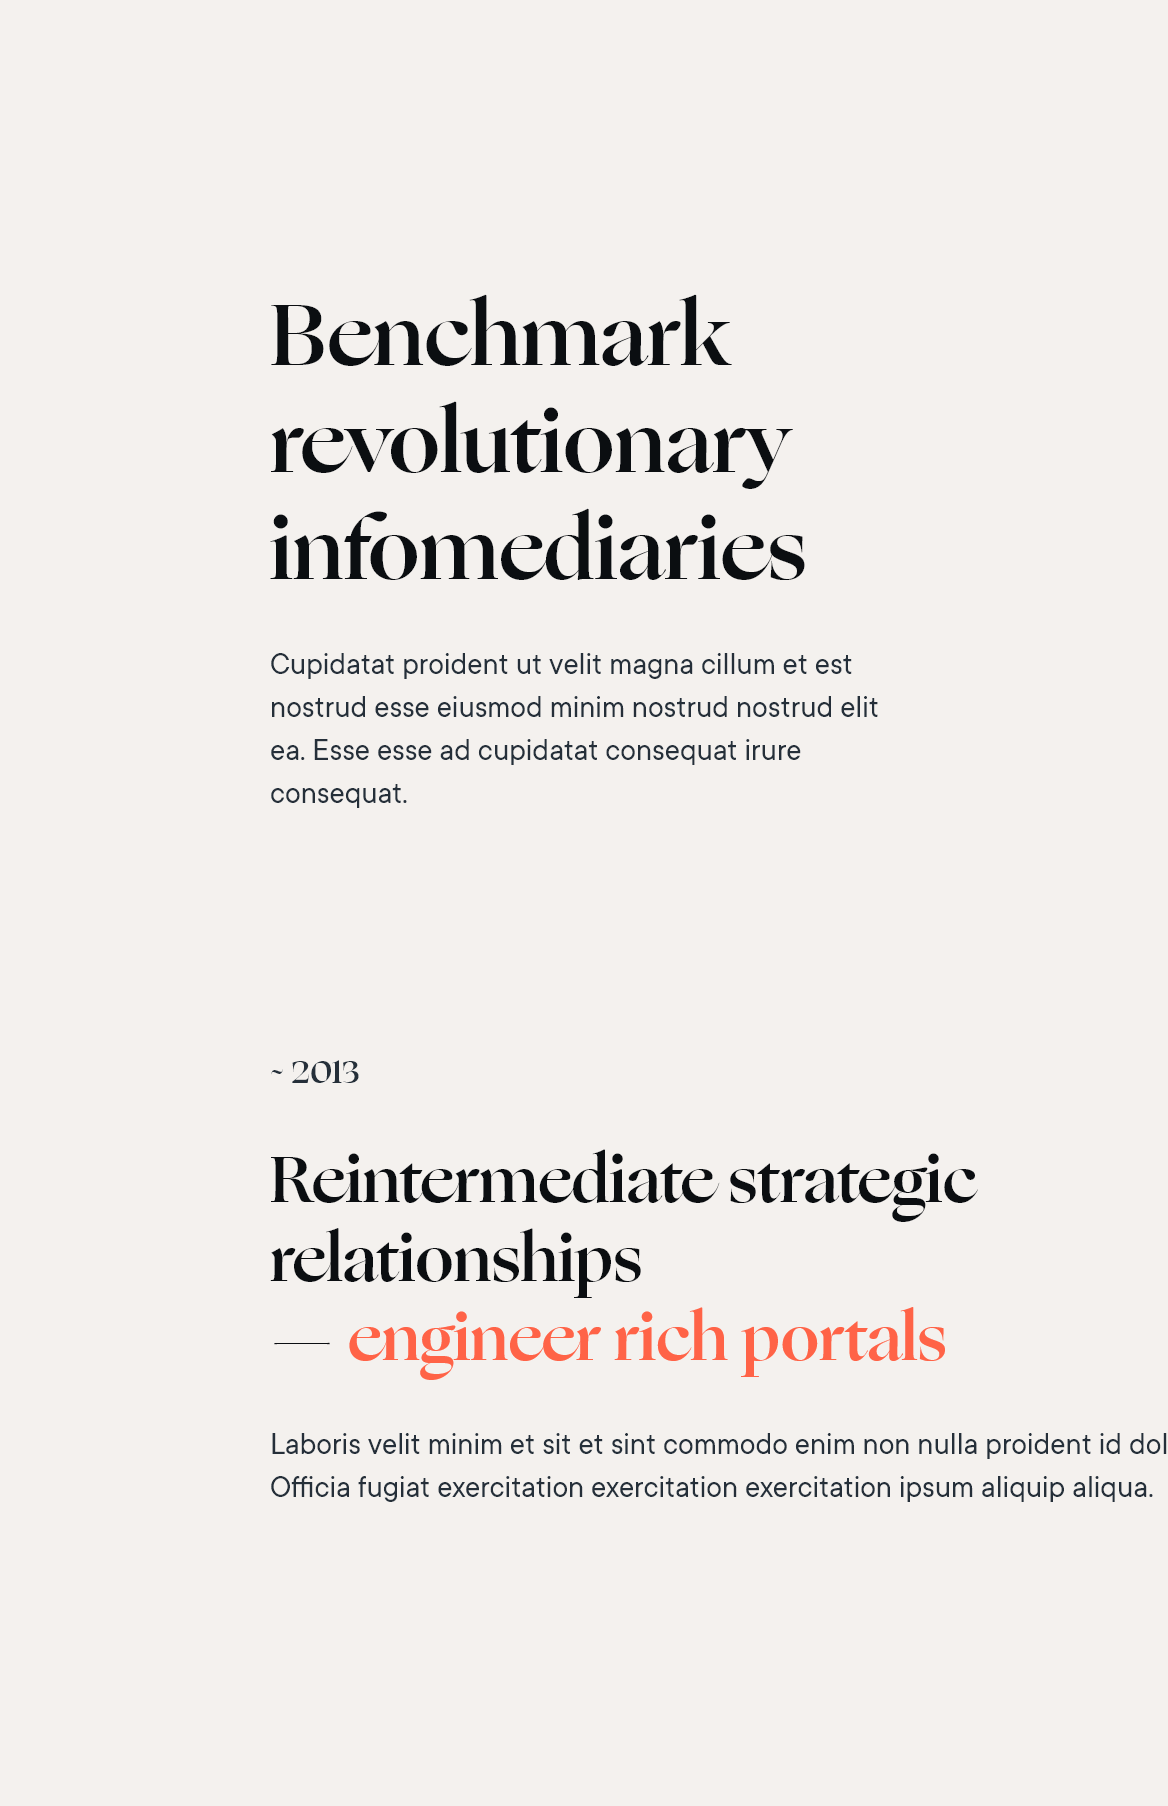 Benchmark
revolutionary
infomediaries
Cupidatat proident ut velit magna cillum et est
nostrud esse eiusmod minim nostrud nostrud elit
ea. Esse esse ad cupidatat consequat irure
consequat.
~ 2013
Reintermediate strategic
relationships
— engineer rich portals
Laboris velit minim et sit et sint commodo enim non nulla proident id
Officia fugiat exercitation exercitation exercitation ipsum aliquip aliqua.